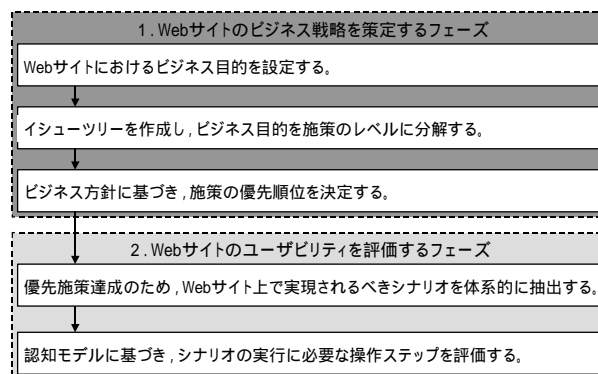 1.Webサイトのビジネス戦略を策定するフェーズ
Webサイトにおけるビジネス目的を設定する。
イシューツリーを作成し,ビジネス目的を施策のレベルに分解する。
ビジネス方針に基づき,施策の優先順位を決定する。
2.Webサイトのユーザビリティを評価するフェーズ
優先施策達成のため,Webサイト上で実現されるべきシナリオを体系的に抽出する。
認知モデルに基づき,シナリオの実行に必要な操作ステップを評価する。